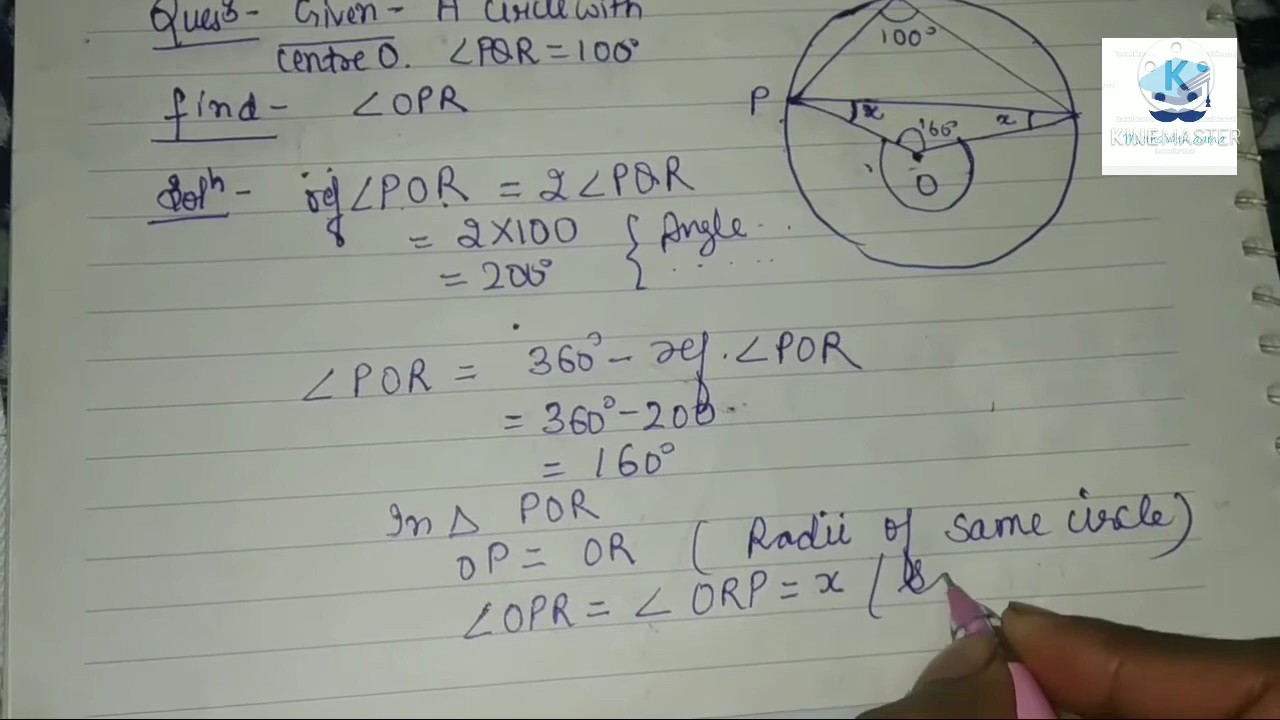 Ques3- Given- A Circle with
Centre O. ∠PQR = 100°
find- ∠OPR
Solⁿ- ref ∠POR = 2∠PQR
= 2×100 { Angle...
= 200° .....
∠POR = 360° - ref. ∠POR
= 360° - 200
= 160°
In Δ POR
OP = OR ( Radii of same circle)
∠OPR = ∠ORP = x (
100°
P
x
160°
x
O
K
KINEMASTER